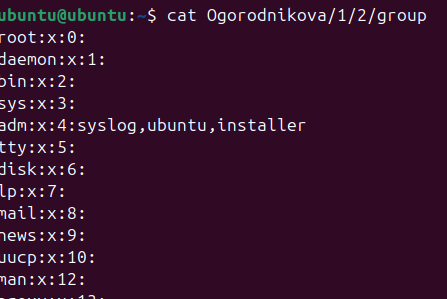 ubuntu@ubuntu:~$ cat Ogorodnikova/1/2/group
root:x:0:
daemon:x:1:
bin:x:2:
sys:x:3:
adm:x:4:syslog,ubuntu,installer
tty:x:5:
disk:x:6:
lp:x:7:
mail:x:8:
news:x:9:
uucp:x:10:
man:x:12: